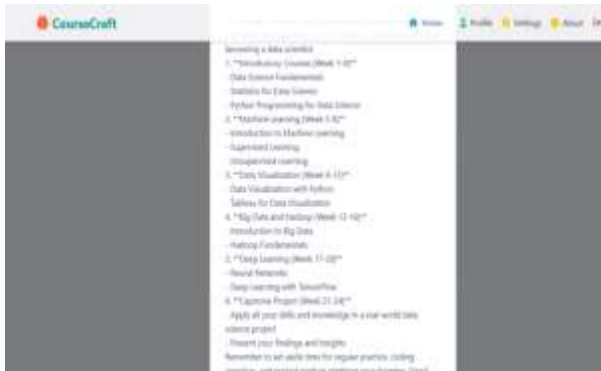 CourseCraft
Home Profile Settings About
becoming a data scientist
1. **Introductory Courses (Week 1-4)**
- Data Science Fundamentals
- Statistics for Data Science
- Python Programming for Data Science
2. **Machine Learning (Week 5-8)**
- Introduction to Machine Learning
- Supervised Learning
- Unsupervised Learning
3. **Data Visualization (Week 9-11)**
- Data Visualization with Python
- Tableau for Data Visualization
4. **Big Data and Hadoop (Week 12-16)**
- Introduction to Big Data
- Hadoop Fundamentals
5. **Deep Learning (Week 17-20)**
- Neural Networks
- Deep Learning with TensorFlow
6. **Capstone Project (Week 21-24)**
- Apply all your skills and knowledge in a real-world data
science project
- Present your findings and insights
Remember to set aside time for regular practice, coding